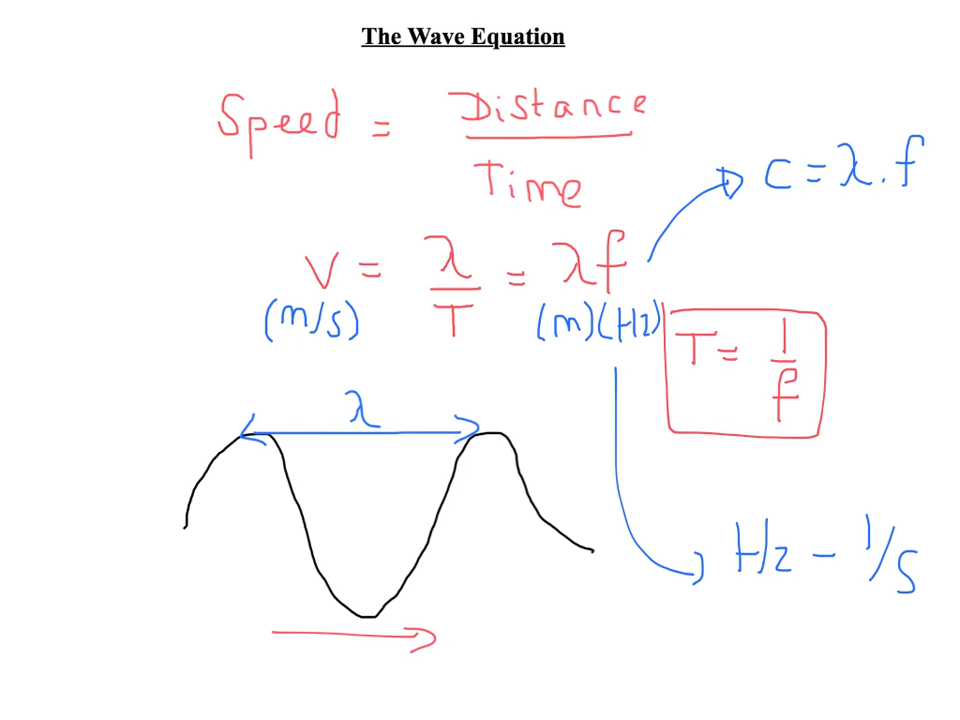 The Wave Equation
Speed = Distance / Time
c = λ.f
v = λ/T = λf
(m/s) (m)(Hz)
T = 1/f
λ
Hz - 1/s